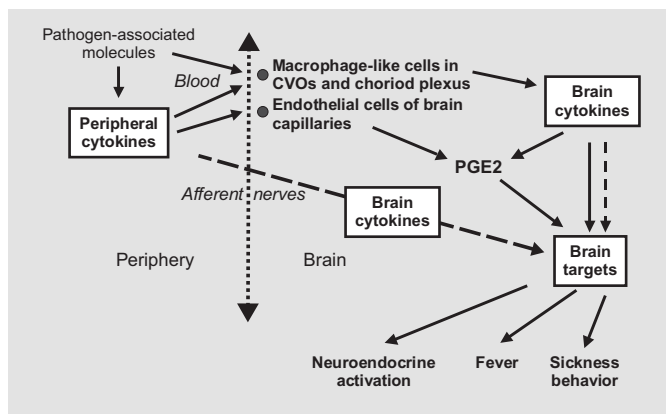 Pathogen-associated
molecules
Blood
Macrophage-like cells in
CVOs and choriod plexus
Endothelial cells of brain
capillaries
Peripheral
cytokines
Brain
cytokines
PGE2
Afferent nerves
Brain
cytokines
Periphery
Brain
Brain
targets
Neuroendocrine
activation
Fever
Sickness
behavior